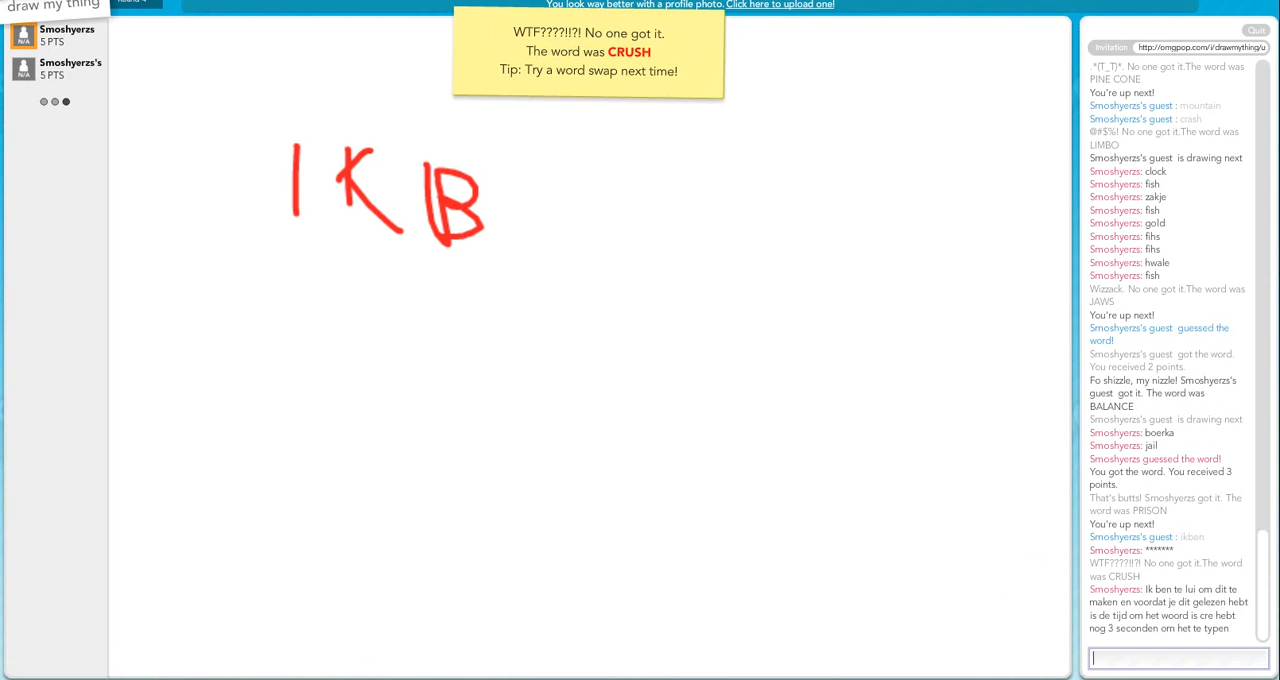 draw my thing
You look way better with a profile photo. Click here to upload one!
Smoshyerzs
5 PTS
Smoshyerzs's
5 PTS
N/A
N/A
WTF????!!?! No one got it.
The word was CRUSH
Tip: Try a word swap next time!
I K B
Quit
Invitation http://omgpop.com/i/drawmything/u
.*(T_T)*. No one got it.The word was
PINE CONE
You're up next!
Smoshyerzs's guest : mountain
Smoshyerzs's guest : crash
@#$%! No one got it.The word was
LIMBO
Smoshyerzs's guest is drawing next
Smoshyerzs: clock
Smoshyerzs: fish
Smoshyerzs: zakje
Smoshyerzs: fish
Smoshyerzs: gold
Smoshyerzs: fihs
Smoshyerzs: fihs
Smoshyerzs: hwale
Smoshyerzs: fish
Wizzack. No one got it.The word was
JAWS
You're up next!
Smoshyerzs's guest guessed the
word!
Smoshyerzs's guest got the word.
You received 2 points.
Fo shizzle, my nizzle! Smoshyerzs's
guest got it. The word was
BALANCE
Smoshyerzs's guest is drawing next
Smoshyerzs: boerka
Smoshyerzs: jail
Smoshyerzs guessed the word!
You got the word. You received 3
points.
That's butts! Smoshyerzs got it. The
word was PRISON
You're up next!
Smoshyerzs's guest : ikben
Smoshyerzs: *******
WTF????!!?! No one got it.The word
was CRUSH
Smoshyerzs: Ik ben te lui om dit te
maken en voordat je dit gelezen hebt
is de tijd om het woord is cre hebt
nog 3 seconden om het te typen